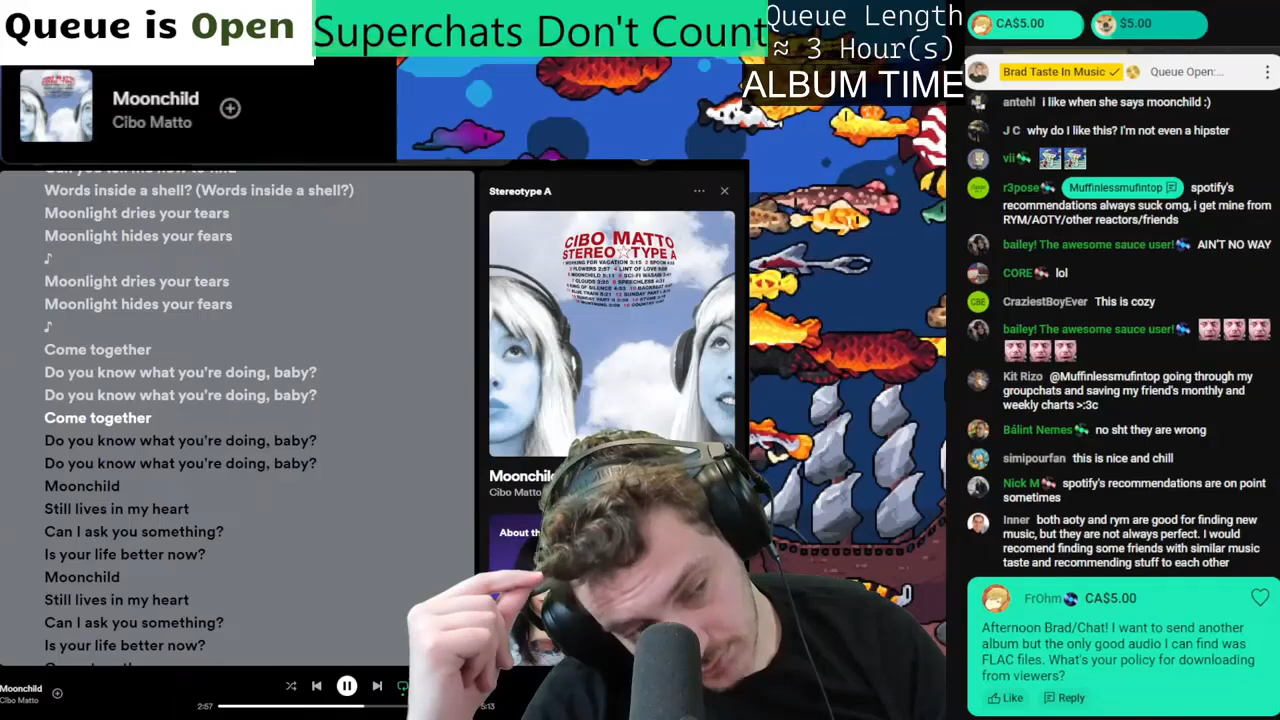 Queue is Open
Superchats Don't Count
Queue Length
≈ 3 Hour(s)
ALBUM TIME
CA$5.00
$5.00
Moonchild
Cibo Matto
Words inside a shell? (Words inside a shell?)
Moonlight dries your tears
Moonlight hides your fears
♪
Moonlight dries your tears
Moonlight hides your fears
♪
Come together
Do you know what you're doing, baby?
Do you know what you're doing, baby?
Come together
Do you know what you're doing, baby?
Do you know what you're doing, baby?
Moonchild
Still lives in my heart
Can I ask you something?
Is your life better now?
Moonchild
Still lives in my heart
Can I ask you something?
Is your life better now?
Stereotype A
CIBO MATTO
STEREO☆TYPE A
Cibo Matto
About th
Moonchild
Cibo Matto
2:57
5:13
Brad Taste In Music
Queue Open:...
antehl i like when she says moonchild :)
J C why do I like this? I'm not even a hipster
vii
r3pose Muffinlessmufintop spotify's
recommendations always suck omg, i get mine from
RYM/AOTY/other reactors/friends
bailey! The awesome sauce user! AIN'T NO WAY
CORE lol
CBE
CraziestBoyEver This is cozy
bailey! The awesome sauce user!
Kit Rizo @Muffinlessmufintop going through my
groupchats and saving my friend's monthly and
weekly charts >:3c
Bálint Nemes no sht they are wrong
simipourfan this is nice and chill
Nick M spotify's recommendations are on point
sometimes
Inner both aoty and rym are good for finding new
music, but they are not always perfect. I would
recomend finding some friends with similar music
taste and recommending stuff to each other
FrOhm CA$5.00
Afternoon Brad/Chat! I want to send another
album but the only good audio I can find was
FLAC files. What's your policy for downloading
from viewers?
Like
Reply